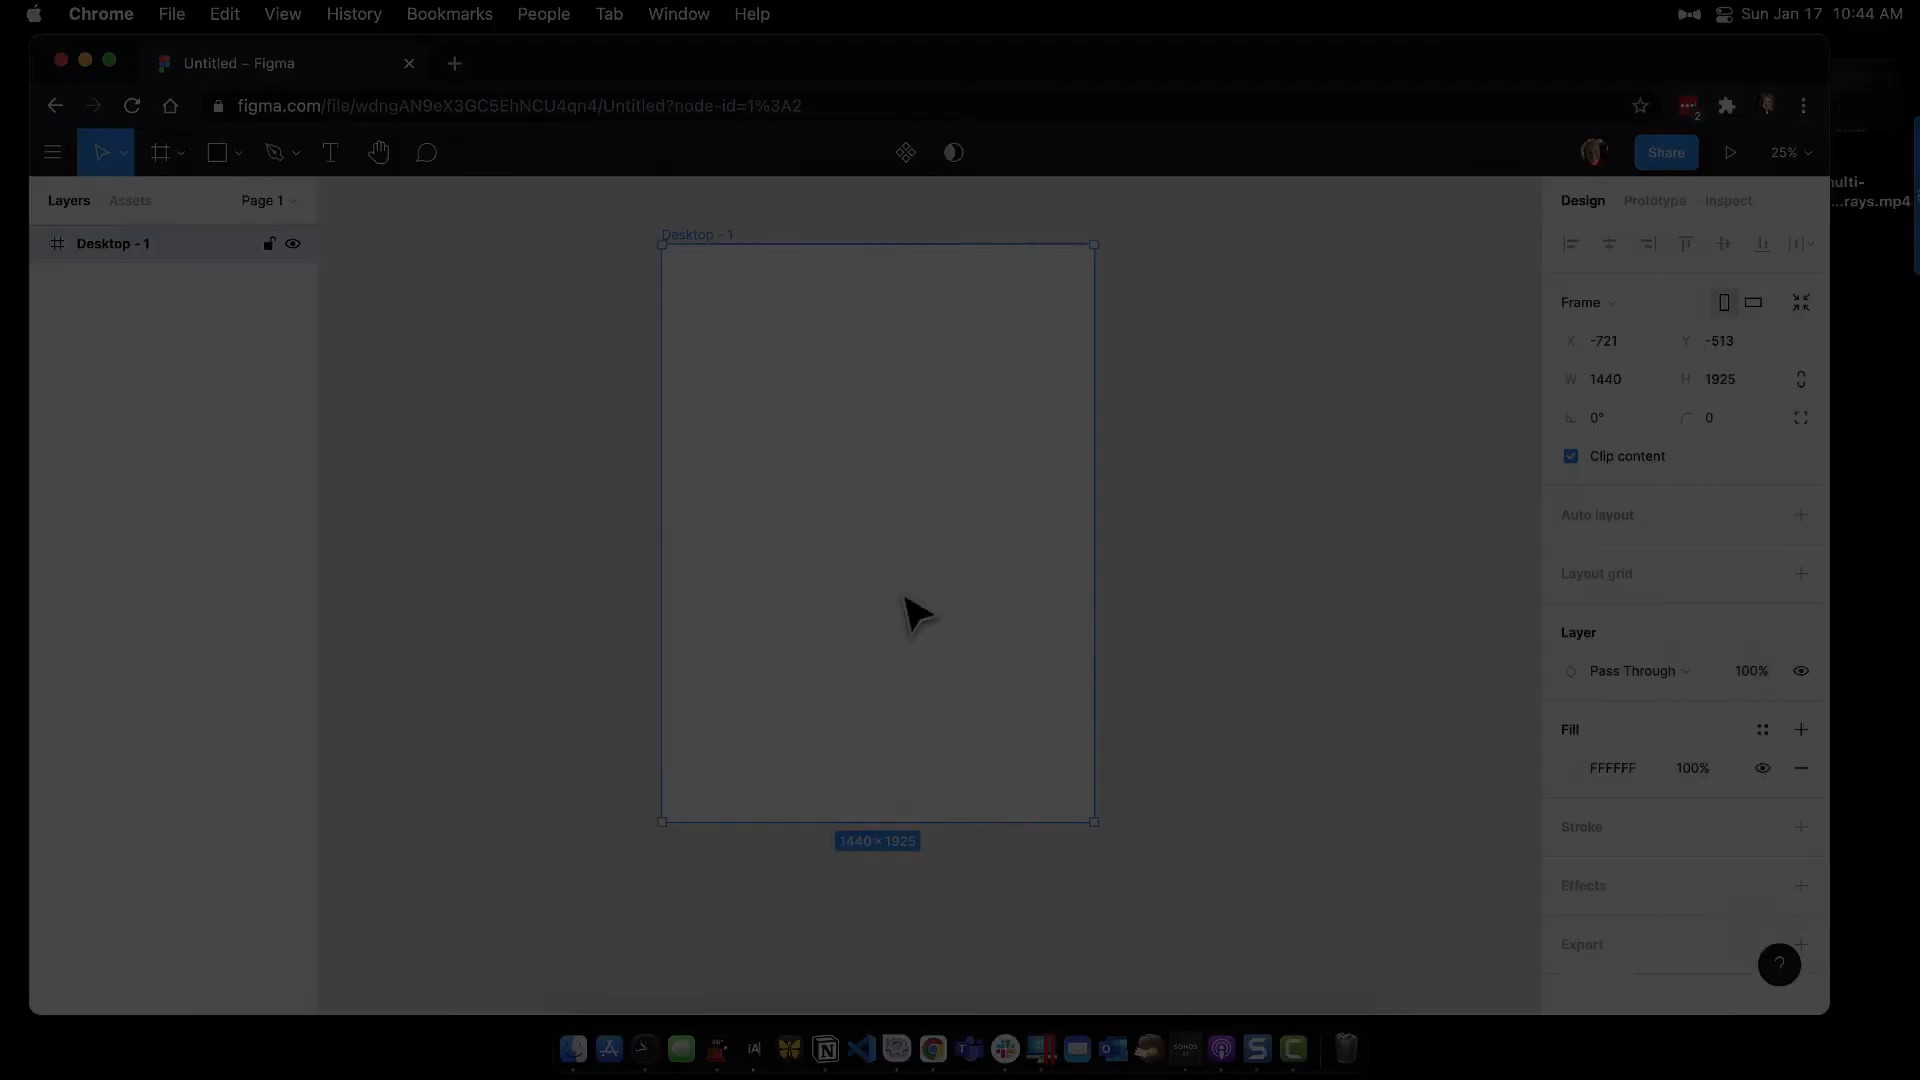 Chrome File Edit View History Bookmarks People Tab Window Help Sun Jan 17 10:44 AM
Untitled – Figma
figma.com/file/wdngAN9eX3GC5EhNCU4qn4/Untitled?node-id=1%3A2
2
Share 25%
Layers Assets Page 1
Design Prototype Inspect
ulti-
...rays.mp4
Desktop - 1
Desktop - 1
Frame
X -721 Y -513
W 1440 H 1925
0° 0
Clip content
Auto layout
Layout grid
Layer
Pass Through 100%
Fill
FFFFFF 100%
Stroke
1440 × 1925
Effects
Export
?
iA
SONOS